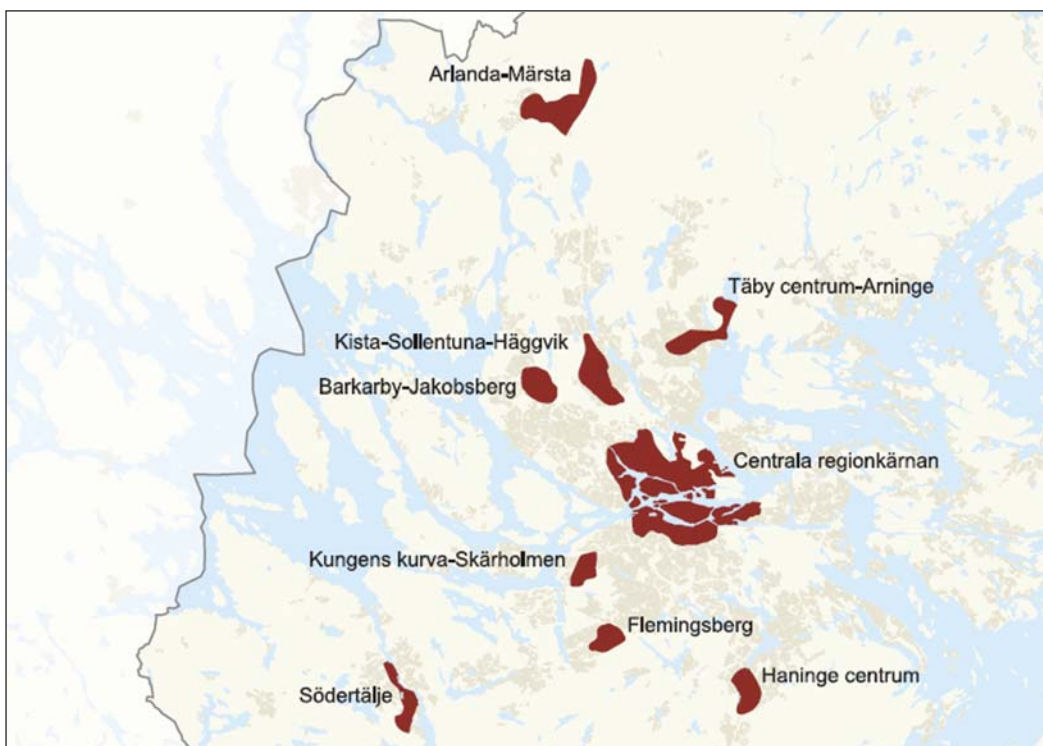 Arlanda-Märsta
Täby centrum-Arninge
Kista-Sollentuna-Häggvik
Barkarby-Jakobsberg
Centrala regionkärnan
Kungens kurva-Skärholmen
Flemingsberg
Haninge centrum
Södertälje